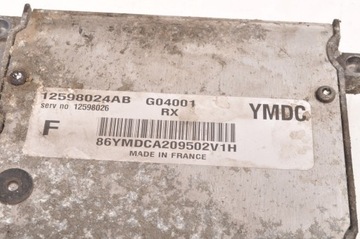 12598024AB G04001 YMDC
serv no 12598026 RX
F
86YMDCA209502V1H
MADE IN FRANCE